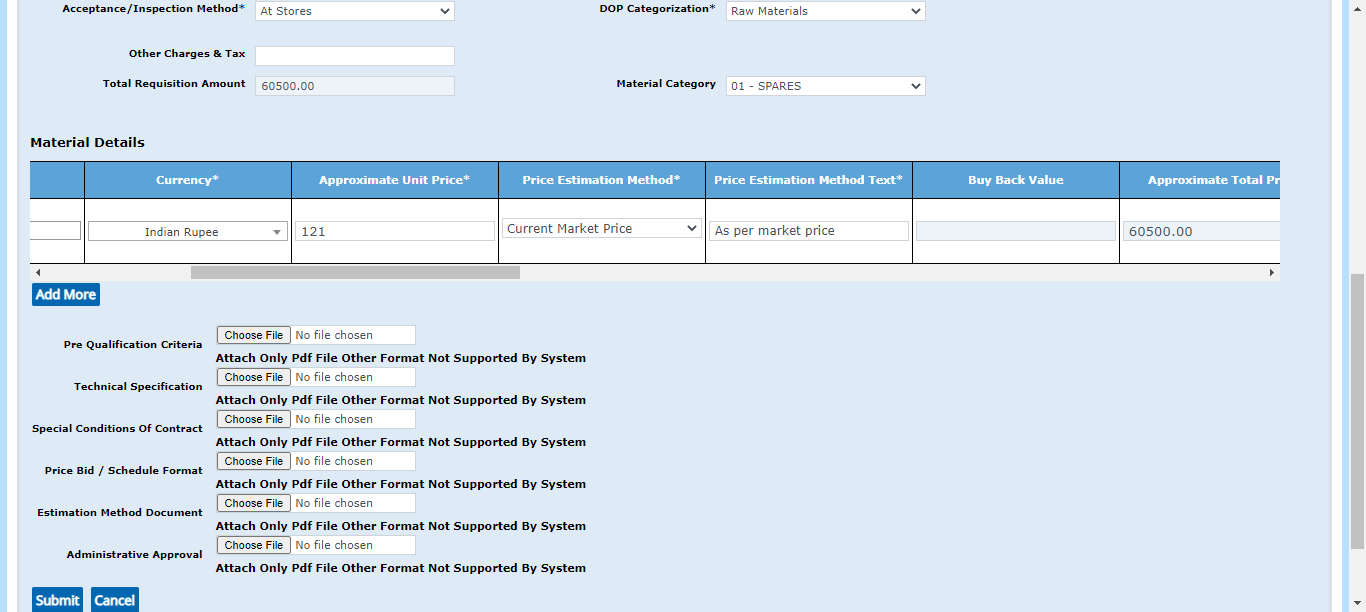 Acceptance/Inspection Method* At Stores DOP Categorization* Raw Materials
Other Charges & Tax
Total Requisition Amount 60500.00 Material Category 01 - SPARES
Material Details
Currency* Approximate Unit Price* Price Estimation Method* Price Estimation Method Text* Buy Back Value Approximate Total Pr
Indian Rupee 121 Current Market Price As per market price 60500.00
Add More
Pre Qualification Criteria Choose File No file chosen
Attach Only Pdf File Other Format Not Supported By System
Technical Specification Choose File No file chosen
Attach Only Pdf File Other Format Not Supported By System
Special Conditions Of Contract Choose File No file chosen
Attach Only Pdf File Other Format Not Supported By System
Price Bid / Schedule Format Choose File No file chosen
Attach Only Pdf File Other Format Not Supported By System
Estimation Method Document Choose File No file chosen
Attach Only Pdf File Other Format Not Supported By System
Administrative Approval Choose File No file chosen
Attach Only Pdf File Other Format Not Supported By System
Submit Cancel